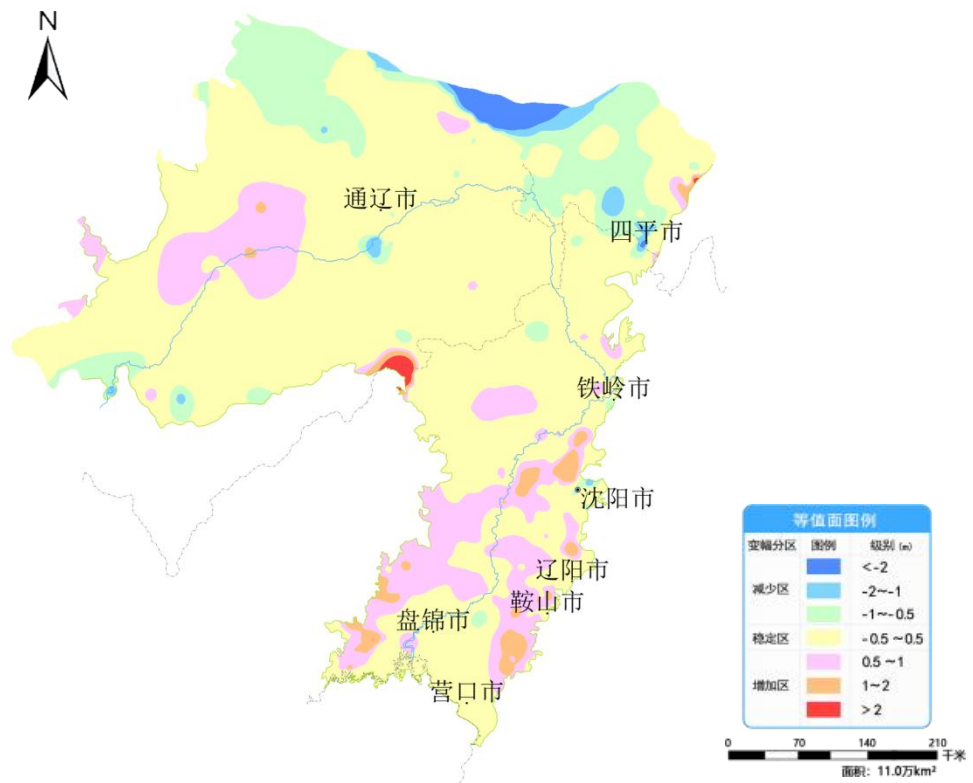 N
通辽市
四平市
铁岭市
沈阳市
辽阳市
鞍山市
盘锦市
营口市
等值面图例
变幅分区 图例 级别 (m)
减少区
<-2
-2~-1
-1~-0.5
稳定区 -0.5~0.5
增加区
0.5~1
1~2
>2
0 70 140 210 千米
面积：11.0万km²